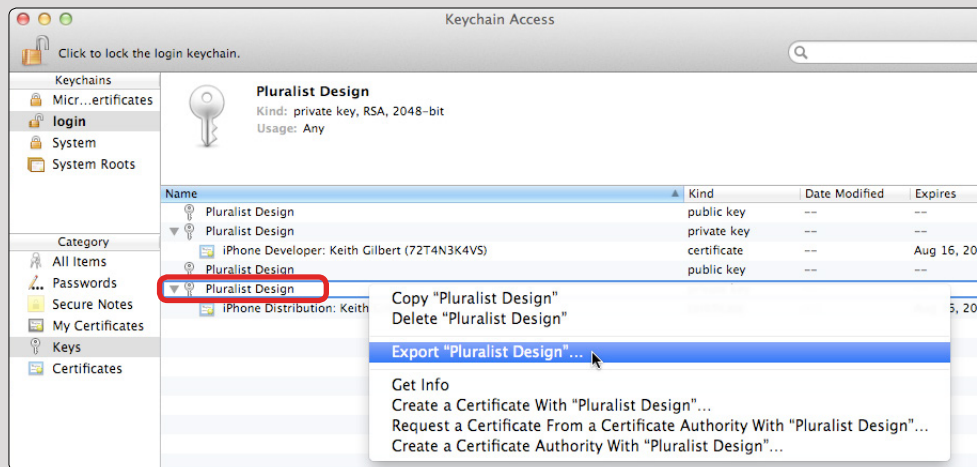 Keychain Access
Click to lock the login keychain.
Keychains
Micr...ertificates
login
System
System Roots
Pluralist Design
Kind: private key, RSA, 2048-bit
Usage: Any
Name Kind Date Modified Expires
Pluralist Design public key -- --
Pluralist Design private key -- --
iPhone Developer: Keith Gilbert (72T4N3K4VS) certificate -- Aug 16, 20
Pluralist Design public key -- --
Pluralist Design
iPhone Distribution: Keith 5, 20
Category
All Items
Passwords
Secure Notes
My Certificates
Keys
Certificates
Copy “Pluralist Design”
Delete “Pluralist Design”
Export “Pluralist Design”...
Get Info
Create a Certificate With “Pluralist Design”...
Request a Certificate From a Certificate Authority With “Pluralist Design”...
Create a Certificate Authority With “Pluralist Design”...